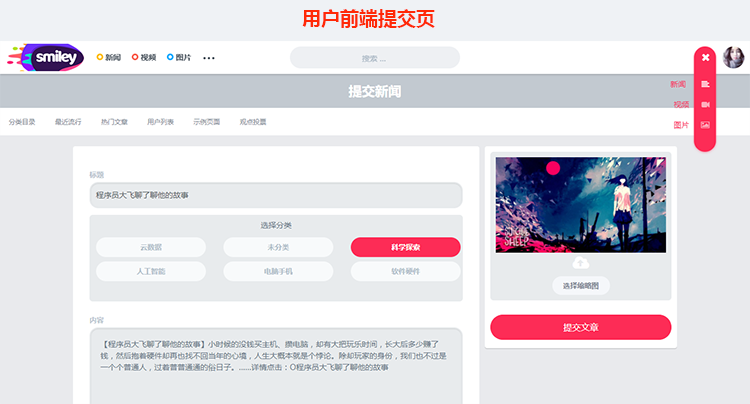 用户前端提交页
smiley
新闻
视频
图片
搜索 ...
提交新闻
新闻
视频
图片
分类目录
最近流行
热门文章
用户列表
示例页面
观点投票
标题
程序员大飞聊了聊他的故事
选择分类
云数据
未分类
科学探索
人工智能
电脑手机
软件硬件
选择缩略图
提交文章
内容
【程序员大飞聊了聊他的故事】小时候的没钱买主机、攒电脑，却有大把玩乐时间，长大后多少赚了
钱，然后抱着硬件却再也找不回当年的心境，人生大概本就是个悖论。除却玩家的身份，我们也不过是
一个个普通人，过着普普通通的俗日子。......详情点击：O程序员大飞聊了聊他的故事